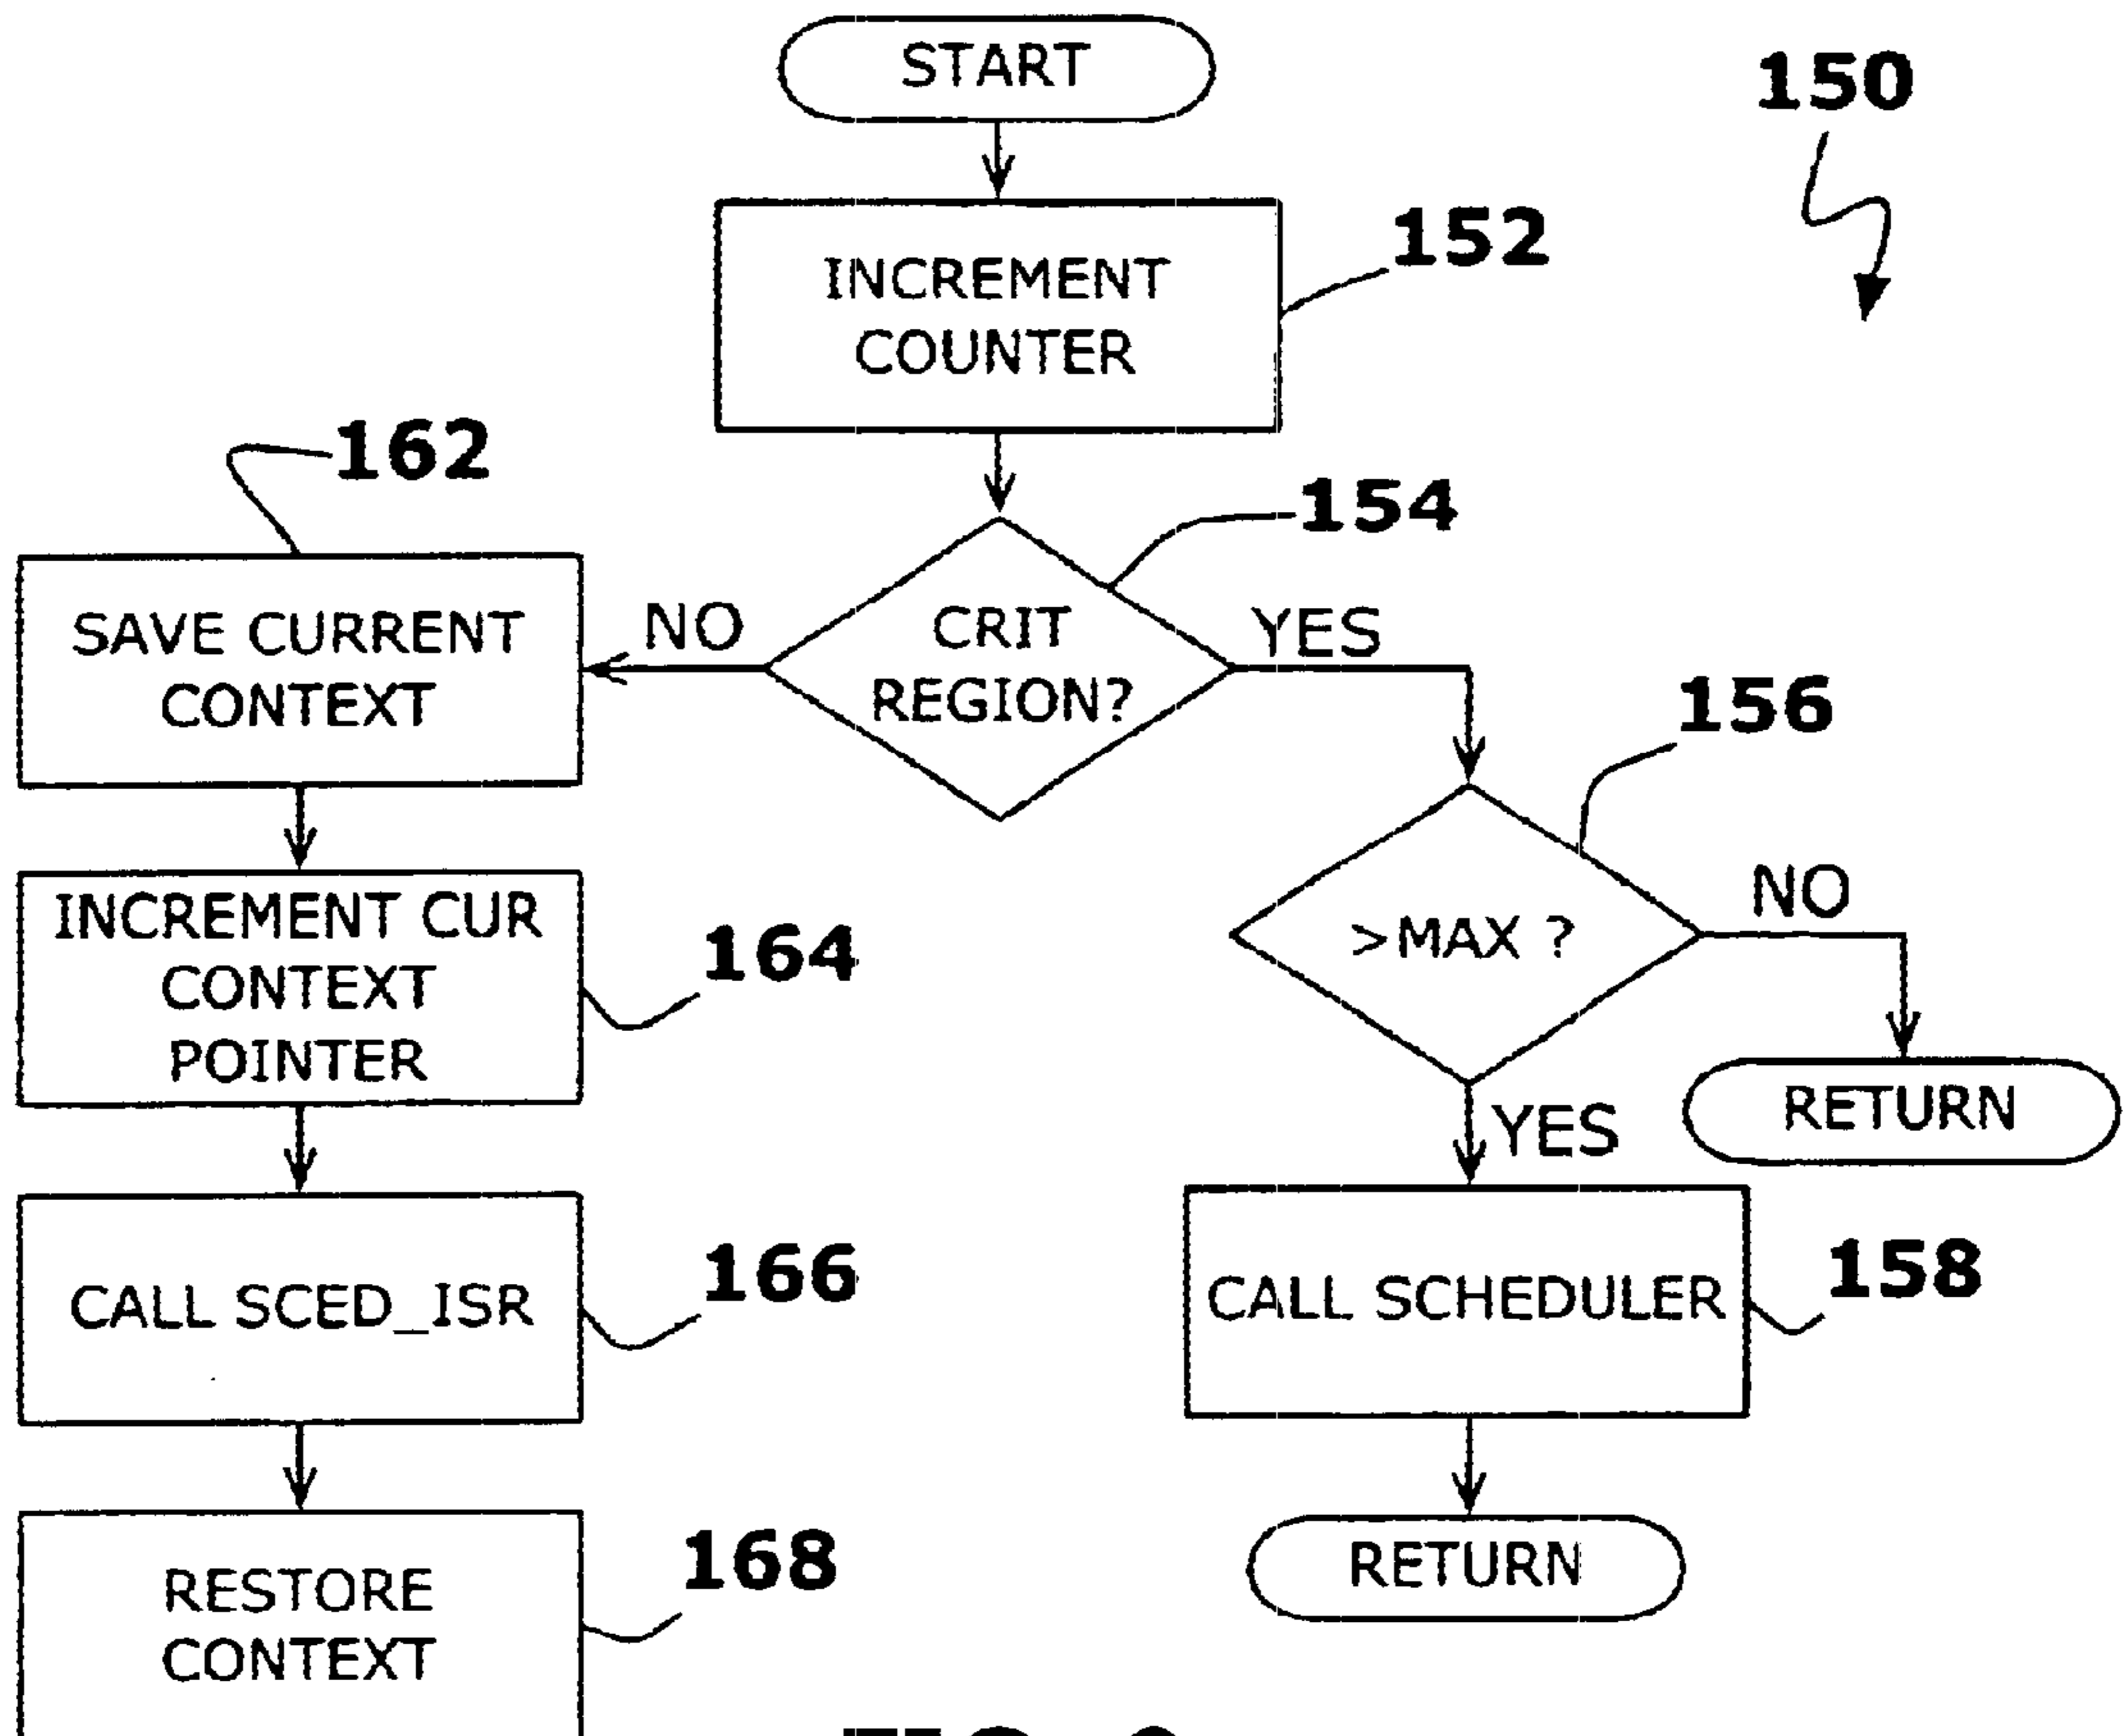 START
150
INCREMENT
COUNTER
152
162
154
SAVE CURRENT
CONTEXT
NO
CRIT
REGION?
YES
156
INCREMENT CUR
CONTEXT
POINTER
164
>MAX ?
NO
RETURN
YES
CALL SCED_ISR
166
CALL SCHEDULER
158
RESTORE
CONTEXT
168
RETURN